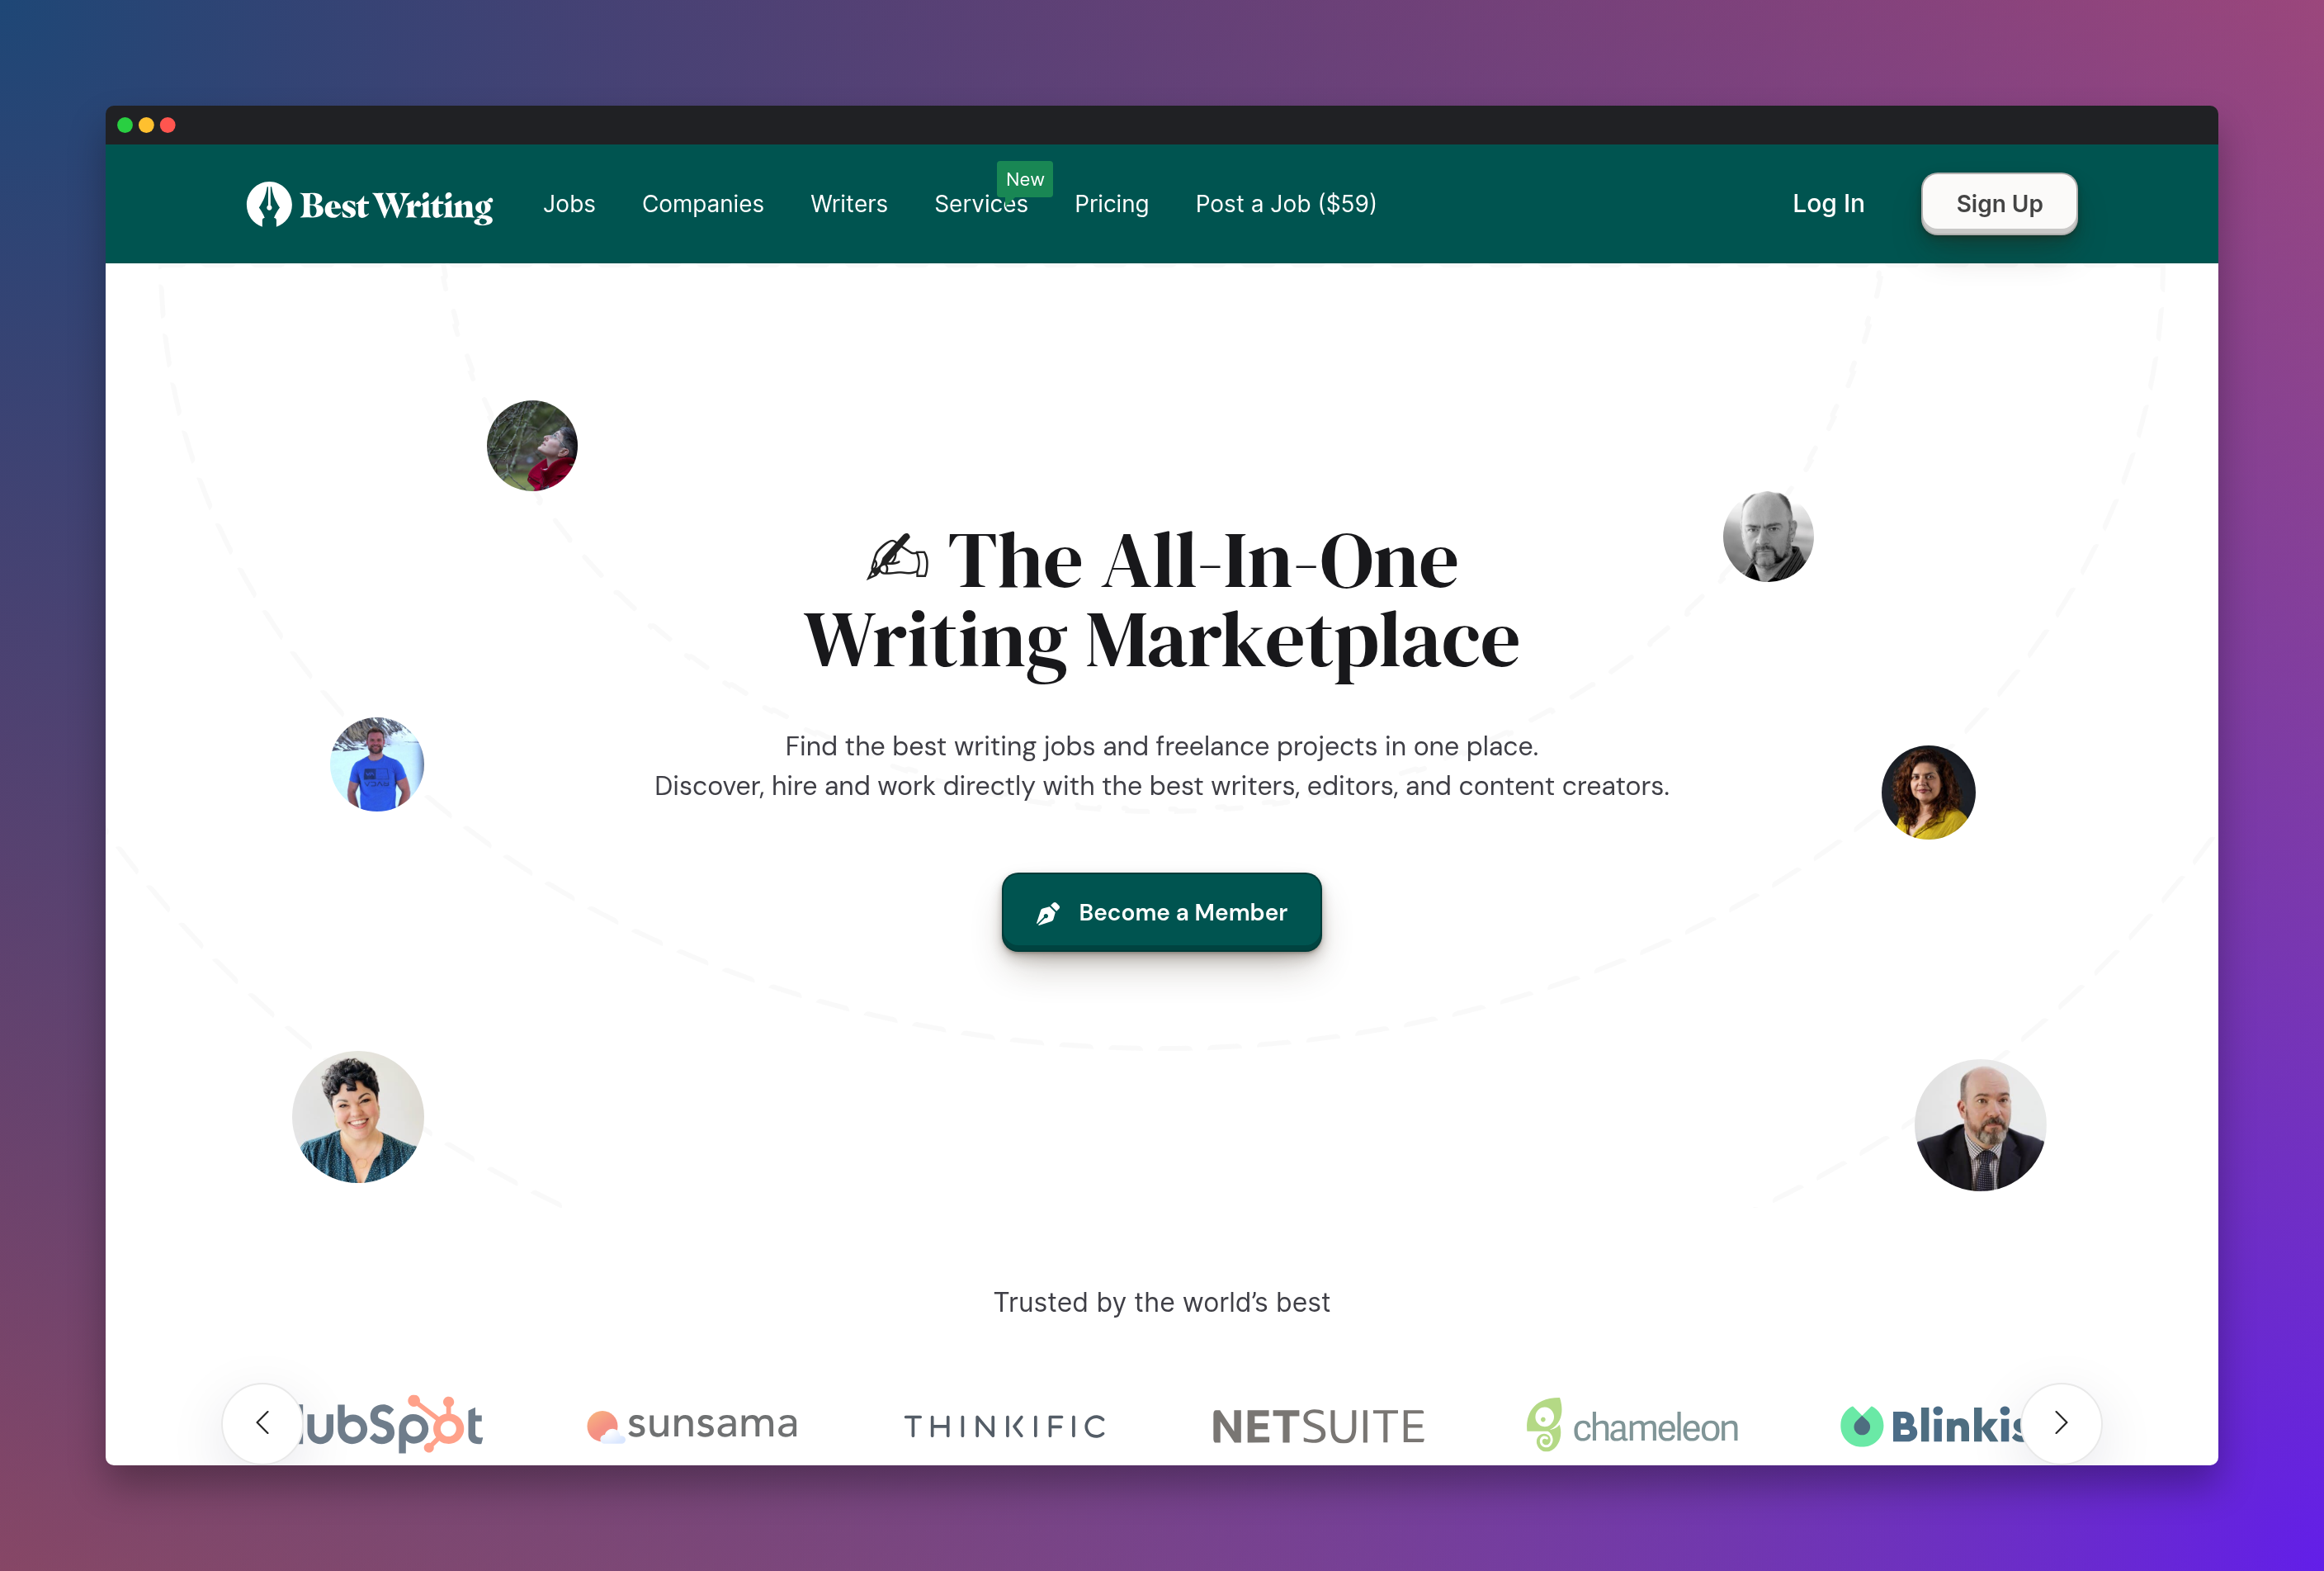 Best Writing
Jobs
Companies
Writers
Services
New
Pricing
Post a Job ($59)
Log In
Sign Up
✍ The All-In-One
Writing Marketplace
Find the best writing jobs and freelance projects in one place.
Discover, hire and work directly with the best writers, editors, and content creators.
Become a Member
Trusted by the world’s best
ubSpot
sunsama
THINKIFIC
NETSUITE
chameleon
Blinkis